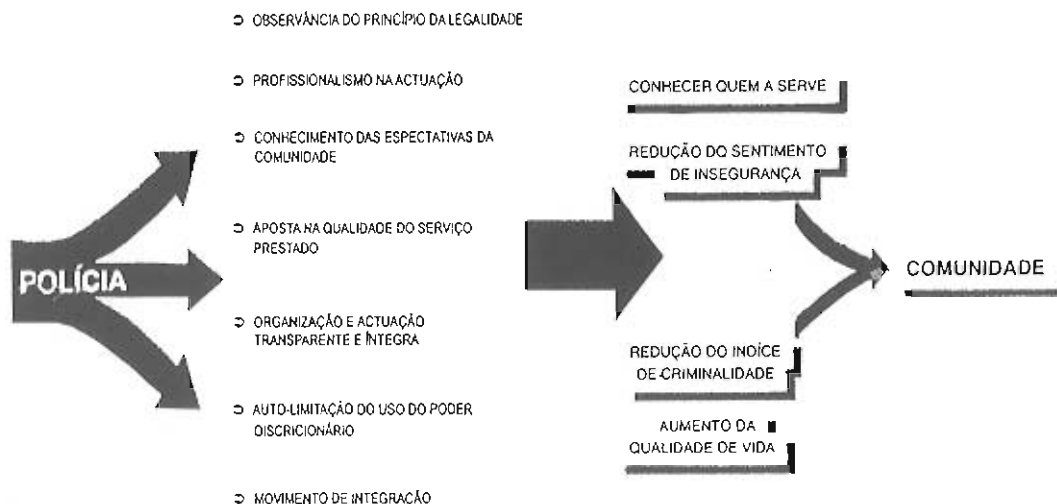 POLÍCIA
➲ OBSERVÂNCIA DO PRINCÍPIO DA LEGALIDADE
➲ PROFISSIONALISMO NA ACTUAÇÃO
➲ CONHECIMENTO DAS ESPECTATIVAS DA
COMUNIDADE
➲ APOSTA NA QUALIDADE DO SERVIÇO
PRESTADO
➲ ORGANIZAÇÃO E ACTUAÇÃO
TRANSPARENTE E ÍNTEGRA
➲ AUTO-LIMITAÇÃO DO USO DO PODER
DISCRICIONÁRIO
➲ MOVIMENTO DE INTEGRAÇÃO
CONHECER QUEM A SERVE
REDUÇÃO DO SENTIMENTO
DE INSEGURANÇA
REDUÇÃO DO INDÍCE
DE CRIMINALIDADE
AUMENTO DA
QUALIDADE DE VIDA
COMUNIDADE